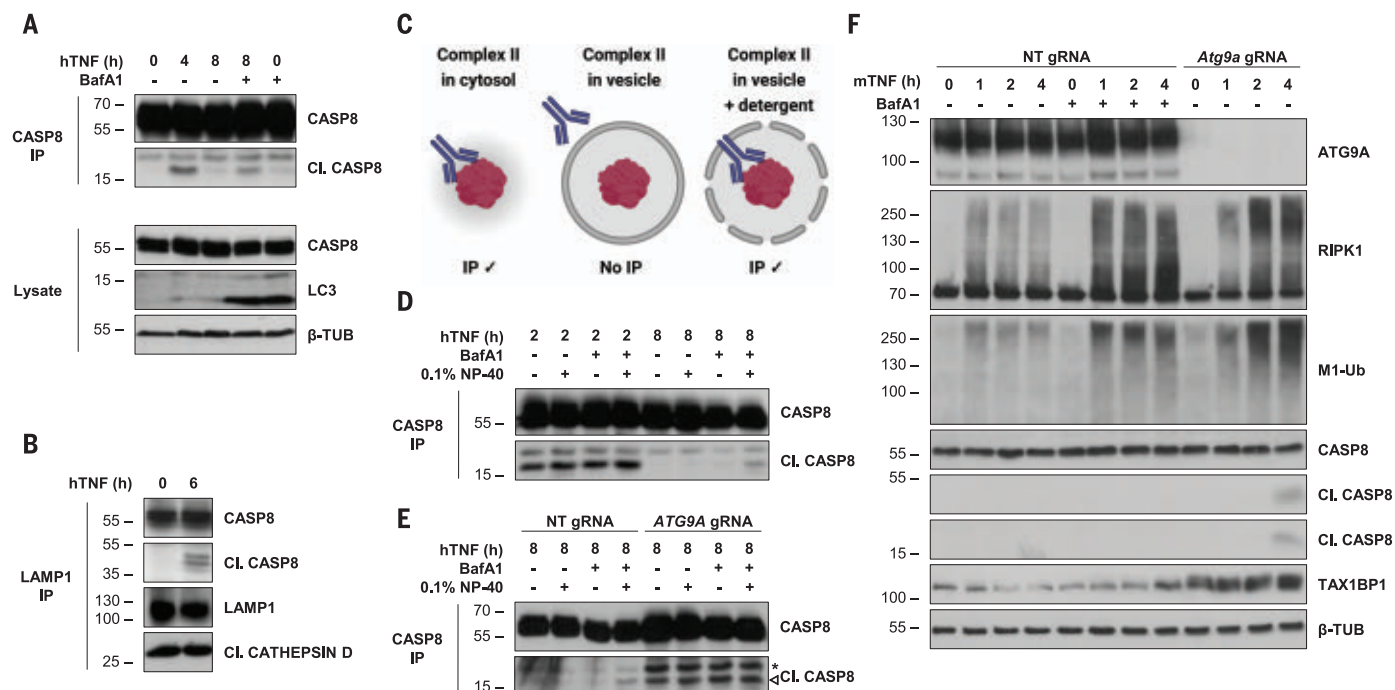 A
hTNF (h) 0 4 8 8 0
BafA1 - - - + +
CASP8 IP
70
55
CASP8
15
Cl. CASP8
Lysate
55
CASP8
15
LC3
55
β-TUB
B
hTNF (h) 0 6
LAMP1 IP
55
CASP8
55
35
Cl. CASP8
130
100
LAMP1
25
Cl. CATHEPSIN D
C
Complex II in cytosol
Complex II in vesicle
Complex II in vesicle + detergent
IP ✓
No IP
IP ✓
D
hTNF (h) 2 2 2 2 8 8 8 8
BafA1 - - + + - - + +
0.1% NP-40 - + - + - + - +
CASP8 IP
55
CASP8
15
Cl. CASP8
E
NT gRNA ATG9A gRNA
hTNF (h) 8 8 8 8 8 8 8 8
BafA1 - - + + - - + +
0.1% NP-40 - + - + - + - +
CASP8 IP
70
55
CASP8
15
*
Cl. CASP8
F
NT gRNA Atg9a gRNA
mTNF (h) 0 1 2 4 0 1 2 4 0 1 2 4
BafA1 - - - - + + + + - - - -
130
100
ATG9A
250
130
100
70
RIPK1
250
130
100
M1-Ub
55
CASP8
55
Cl. CASP8
15
Cl. CASP8
100
TAX1BP1
55
β-TUB